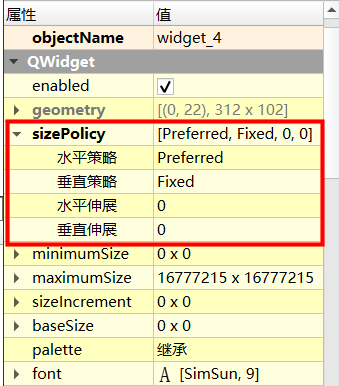 属性 值
objectName widget_4
QWidget
enabled
geometry [(0, 22), 312 x 102]
sizePolicy [Preferred, Fixed, 0, 0]
水平策略 Preferred
垂直策略 Fixed
水平伸展 0
垂直伸展 0
minimumSize 0 x 0
maximumSize 16777215 x 16777215
sizeIncrement 0 x 0
baseSize 0 x 0
palette 继承
font A [SimSun, 9]